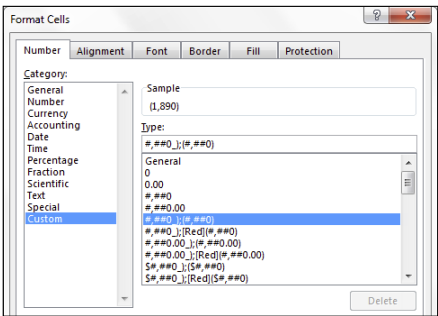 Format Cells
?
x
Number Alignment Font Border Fill Protection
Category:
General
Number
Currency
Accounting
Date
Time
Percentage
Fraction
Scientific
Text
Special
Custom
Sample
(1,890)
Type:
#,##0_);(#,##0)
General
0
0.00
#,##0
#,##0.00
#,##0_);(#,##0)
#,##0_);[Red](#,##0)
#,##0.00_);(#,##0.00)
#,##0.00_);[Red](#,##0.00)
$#,##0_);($#,##0)
$#,##0_);[Red]($#,##0)
Delete